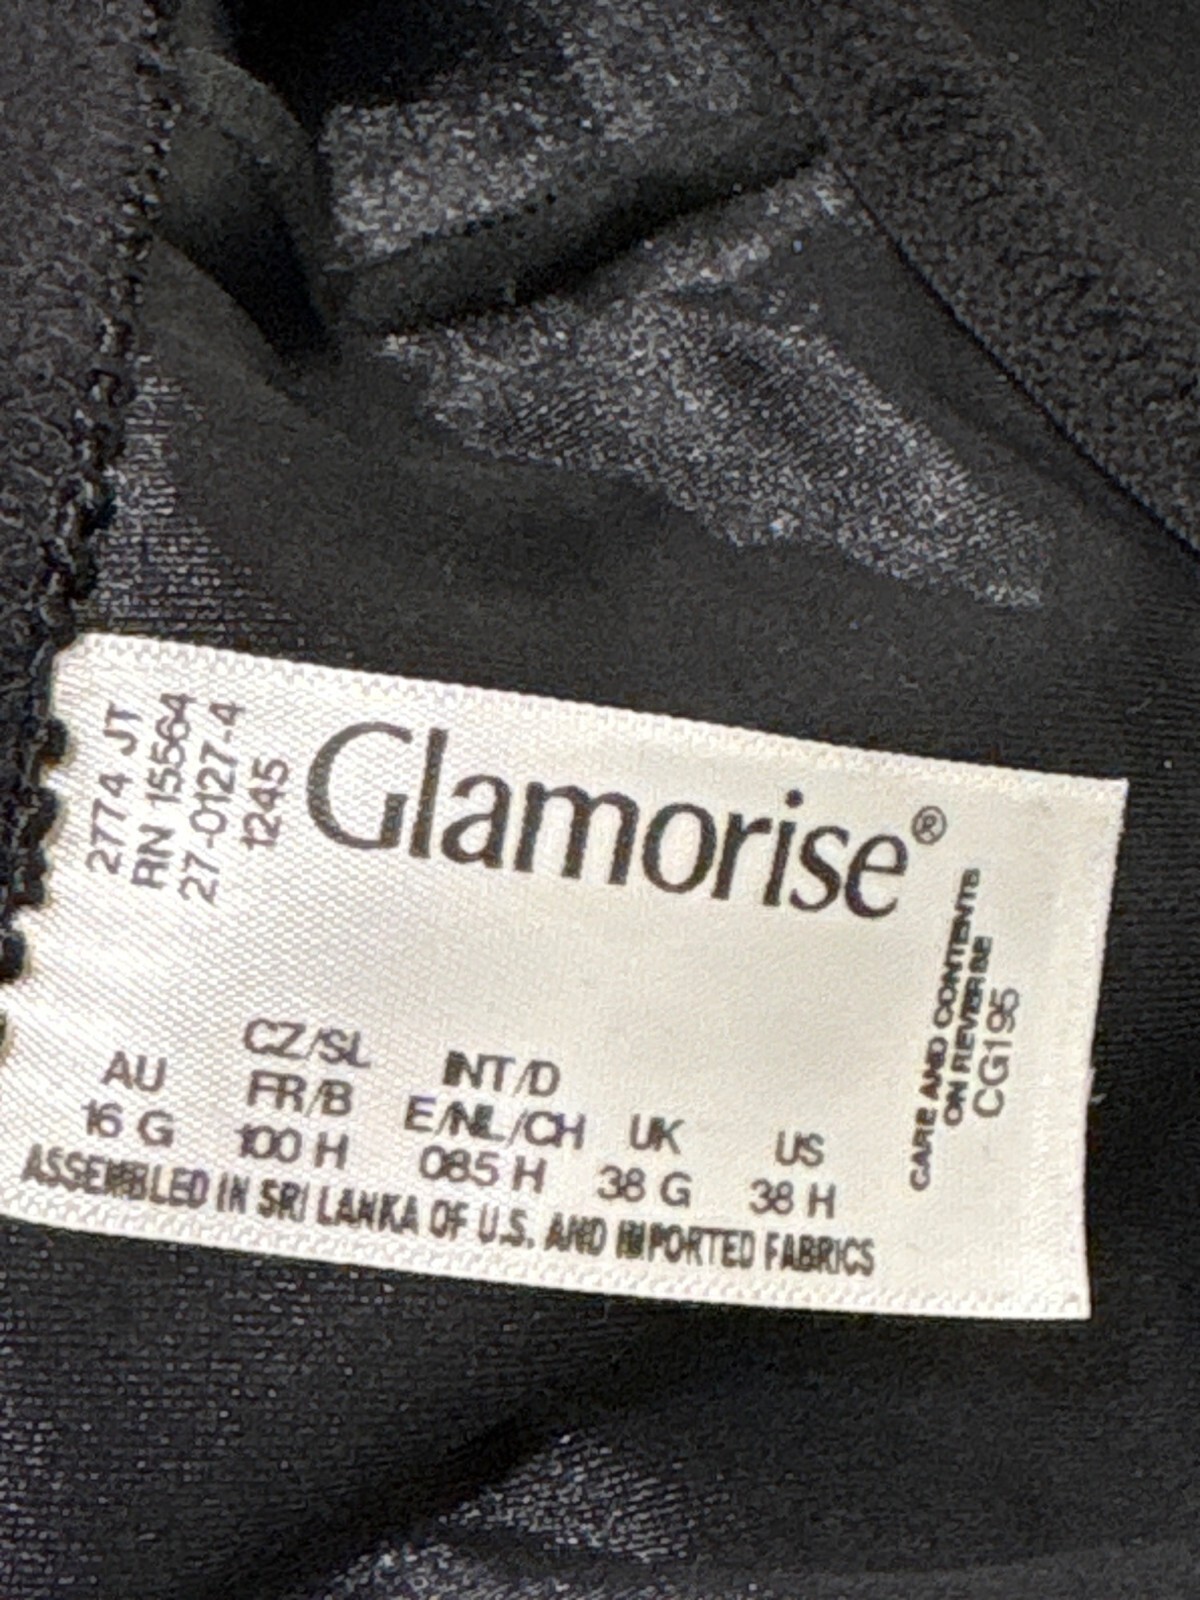 2774 JT
RN 15564
27-0127-4
1245
Glamorise®
CARE AND CONTENTS
ON REVERSE
CG195
CZ/SL
AU FR/B INT/D
16 G 100 H E/NL/CH UK US
085 H 38 G 38 H
ASSEMBLED IN SRI LANKA OF U.S. AND IMPORTED FABRICS